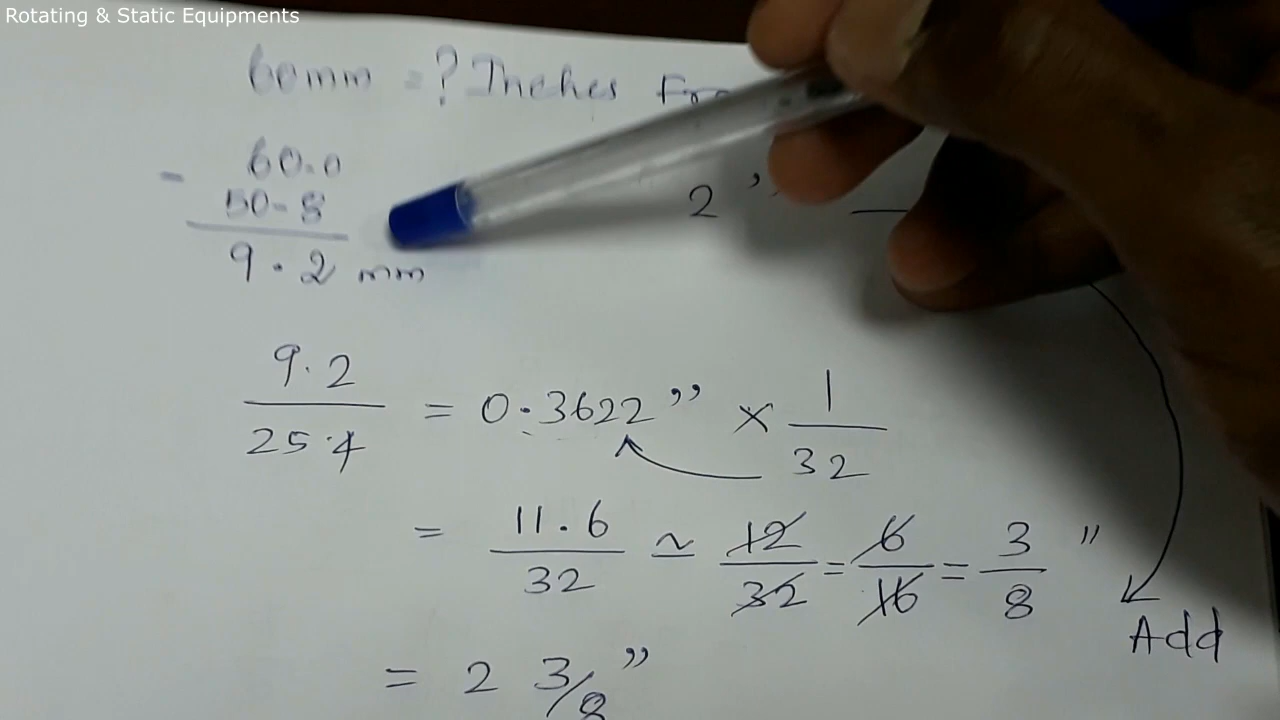 Rotating & Static Equipments
60mm = ? Inches
- 60.0
50.8
9.2 mm
2"
9.2/25.4 = 0.3622" × 1/32
= 11.6/32 ≃ 12/32 = 6/16 = 3/8 "
Add
= 2 3/8"